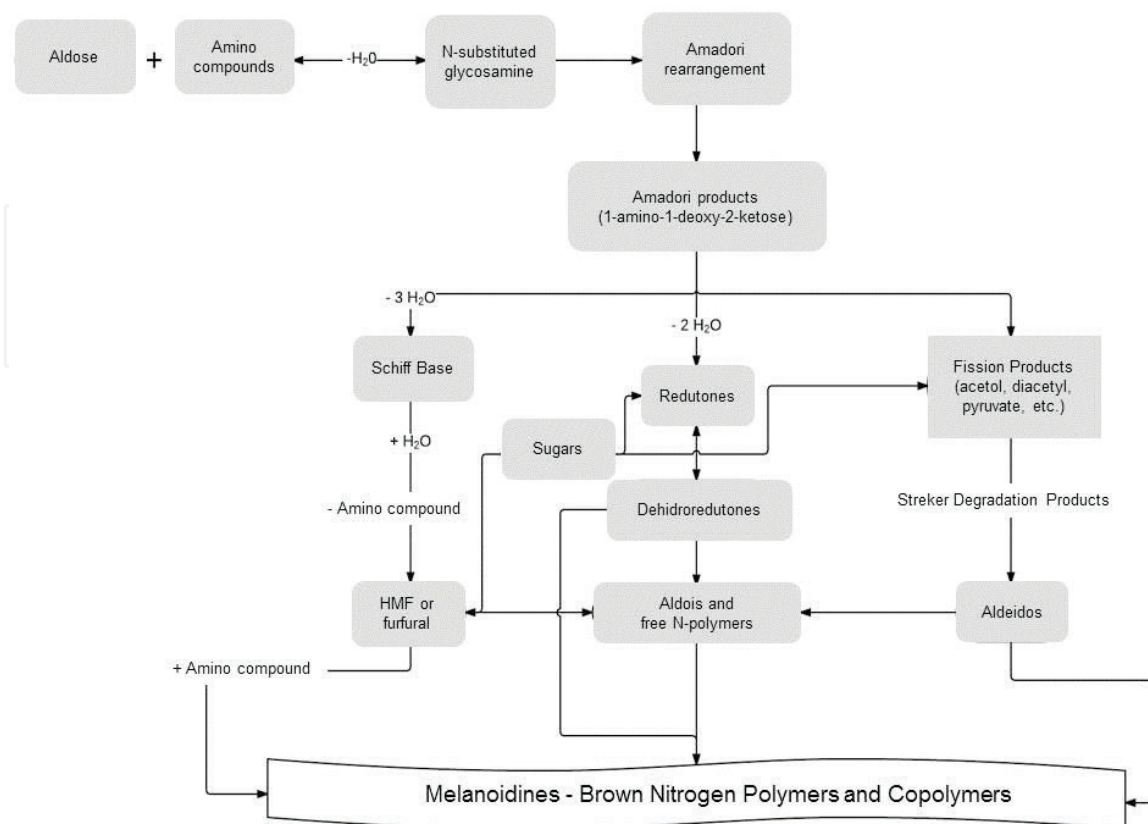 Aldose
+
Amino
compounds
-H₂0
N-substituted
glycosamine
Amadori
rearrangement
Amadori products
(1-amino-1-deoxy-2-ketose)
- 3 H₂O
- 2 H₂O
Schiff Base
Redutones
Fission Products
(acetol, diacetyl,
pyruvate, etc.)
+ H₂O
Sugars
- Amino compound
Dehidroredutones
Streker Degradation Products
HMF or
furfural
Aldois and
free N-polymers
Aldeidos
+ Amino compound
Melanoidines - Brown Nitrogen Polymers and Copolymers